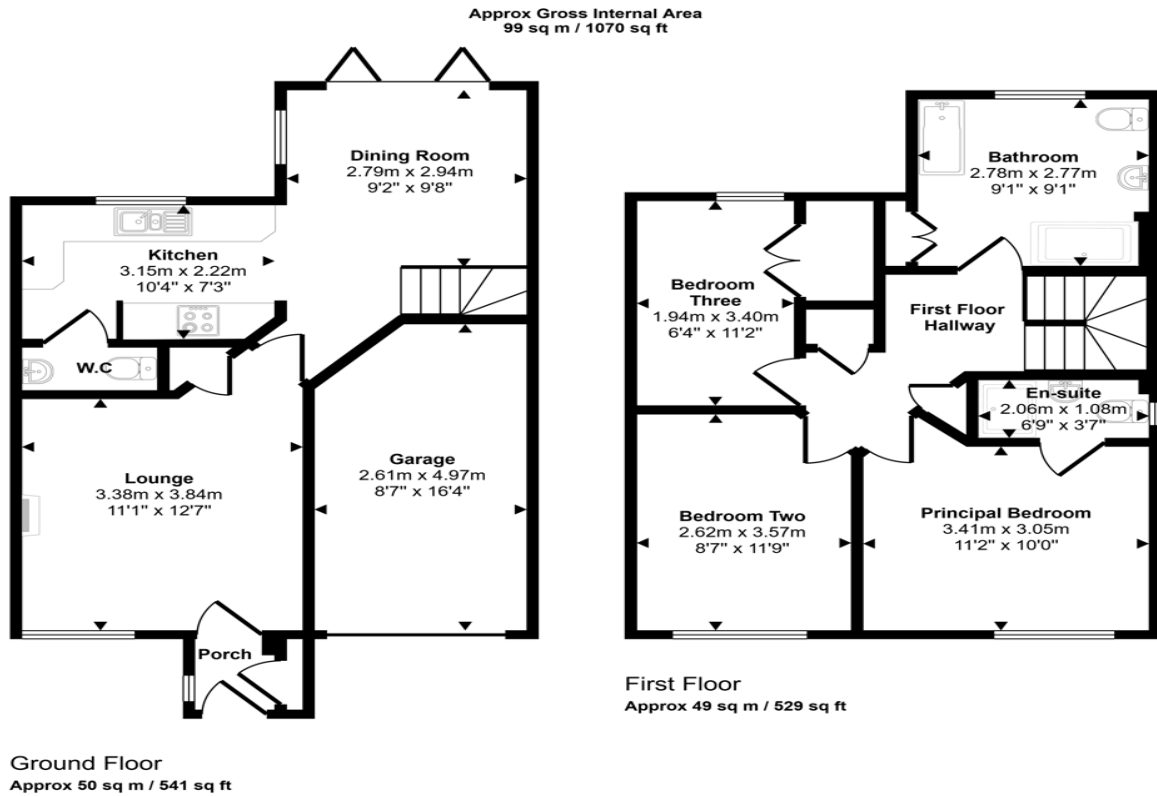 Approx Gross Internal Area
99 sq m / 1070 sq ft
Dining Room
2.79m x 2.94m
9'2" x 9'8"
Kitchen
3.15m x 2.22m
10'4" x 7'3"
W.C
Lounge
3.38m x 3.84m
11'1" x 12'7"
Garage
2.61m x 4.97m
8'7" x 16'4"
Porch
Ground Floor
Approx 50 sq m / 541 sq ft
Bathroom
2.78m x 2.77m
9'1" x 9'1"
Bedroom
Three
1.94m x 3.40m
6'4" x 11'2"
First Floor
Hallway
En-suite
2.06m x 1.08m
6'9" x 3'7"
Bedroom Two
2.62m x 3.57m
8'7" x 11'9"
Principal Bedroom
3.41m x 3.05m
11'2" x 10'0"
First Floor
Approx 49 sq m / 529 sq ft